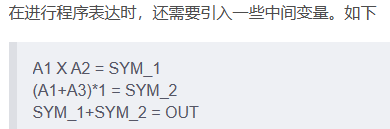 在进行程序表达时，还需要引入一些中间变量。如下
A1 X A2 = SYM_1
(A1+A3)*1 = SYM_2
SYM_1+SYM_2 = OUT